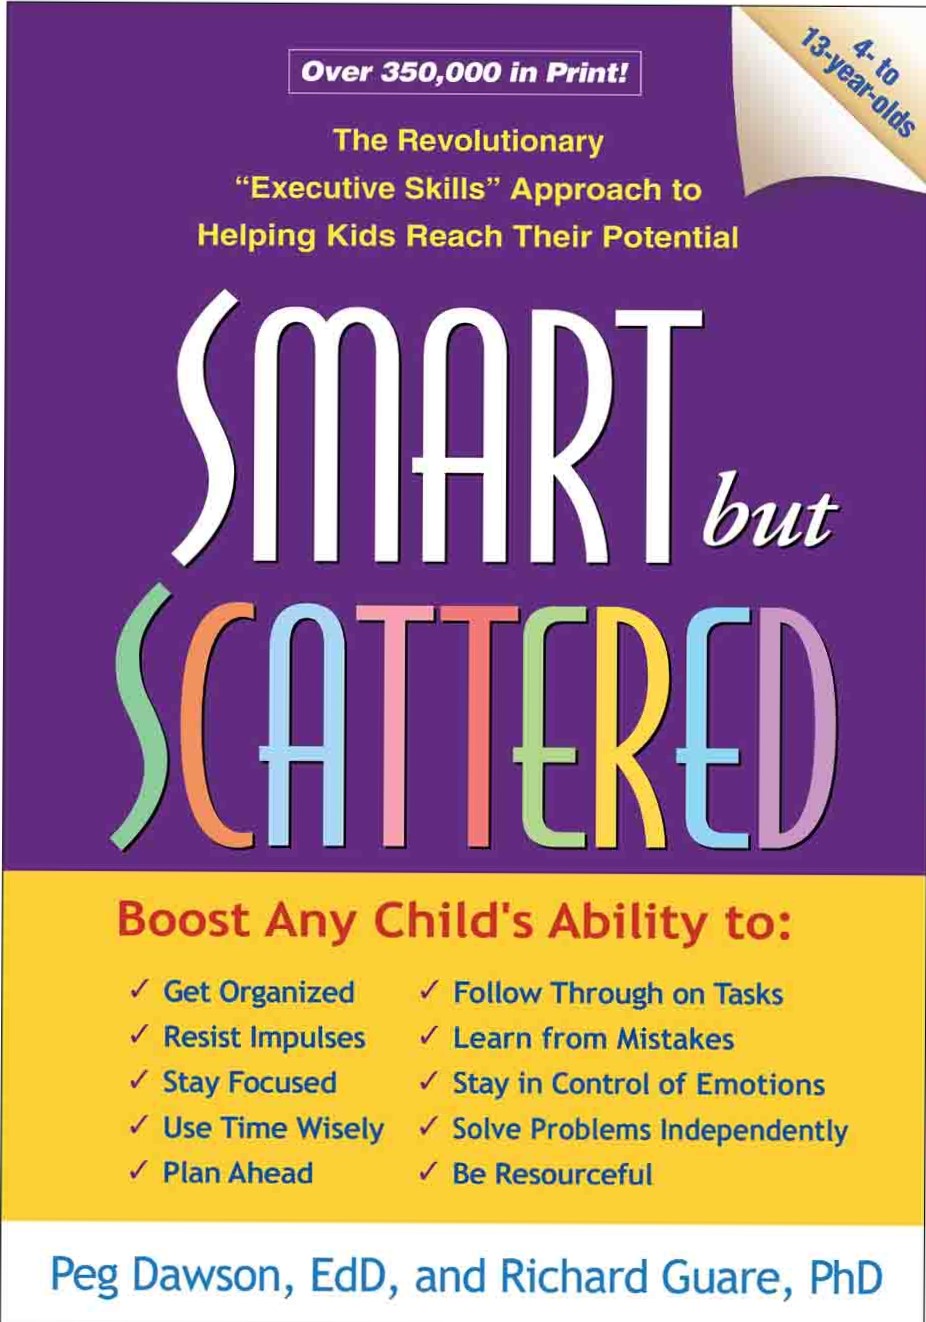 Over 350,000 in Print!
4- to
13-year-olds
The Revolutionary
“Executive Skills” Approach to
Helping Kids Reach Their Potential
SMART but
SCATTERED
Boost Any Child's Ability to:
✓ Get Organized
✓ Resist Impulses
✓ Stay Focused
✓ Use Time Wisely
✓ Plan Ahead
✓ Follow Through on Tasks
✓ Learn from Mistakes
✓ Stay in Control of Emotions
✓ Solve Problems Independently
✓ Be Resourceful
Peg Dawson, EdD, and Richard Guare, PhD